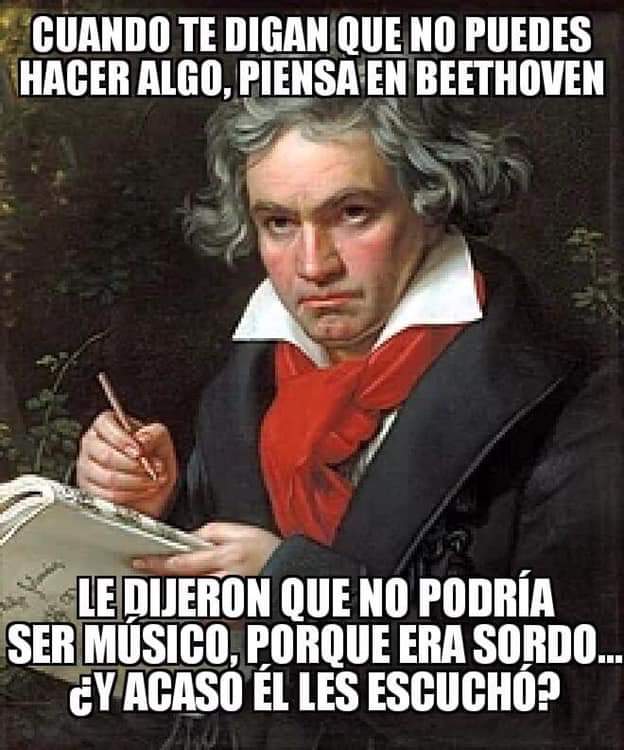 CUANDO TE DIGAN QUE NO PUEDES
HACER ALGO, PIENSA EN BEETHOVEN
LE DIJERON QUE NO PODRÍA
SER MÚSICO, PORQUE ERA SORDO...
¿Y ACASO ÉL LES ESCUCHÓ?